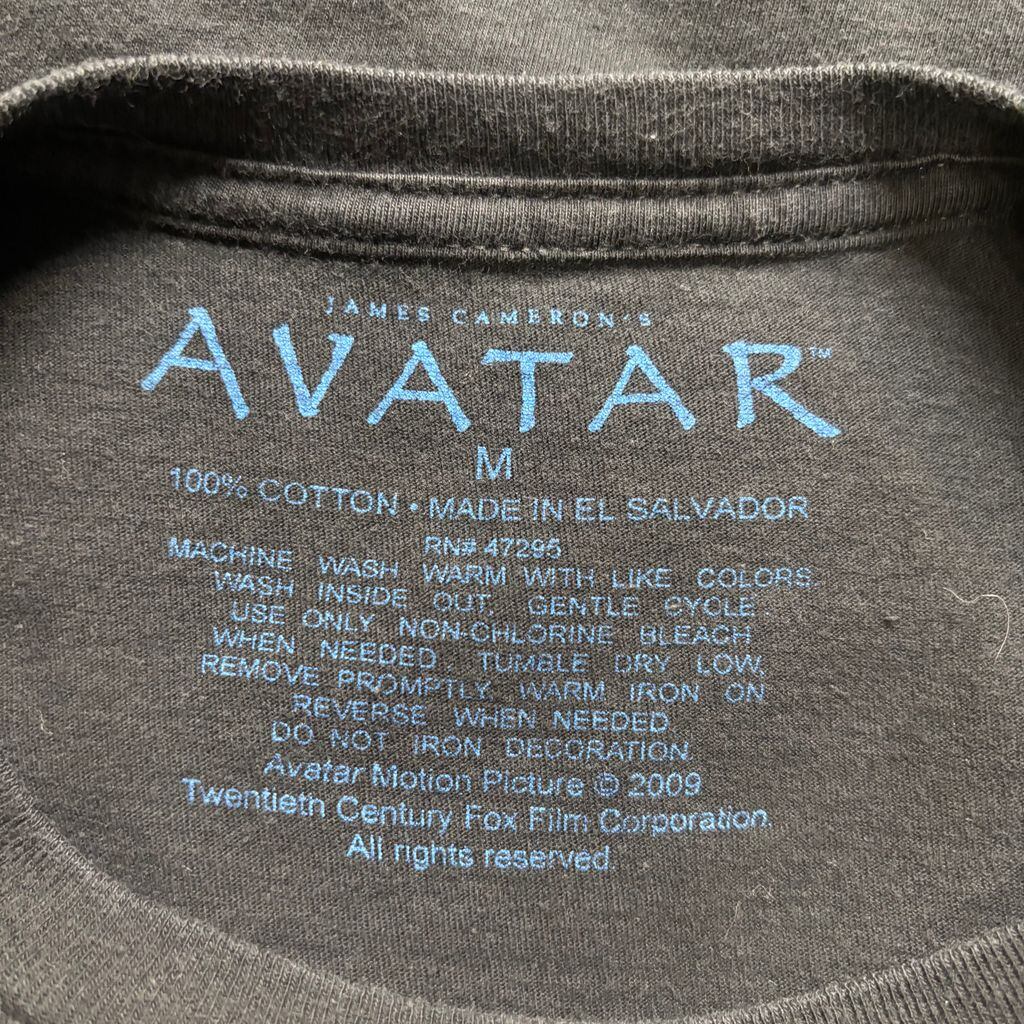 JAMES CAMERON'S
AVATAR™
M
100% COTTON • MADE IN EL SALVADOR
RN# 47295
MACHINE WASH WARM WITH LIKE COLORS.
WASH INSIDE OUT. GENTLE CYCLE.
USE ONLY NON-CHLORINE BLEACH
WHEN NEEDED. TUMBLE DRY LOW,
REMOVE PROMPTLY. WARM IRON ON
REVERSE WHEN NEEDED.
DO NOT IRON DECORATION.
Avatar Motion Picture © 2009
Twentieth Century Fox Film Corporation.
All rights reserved.